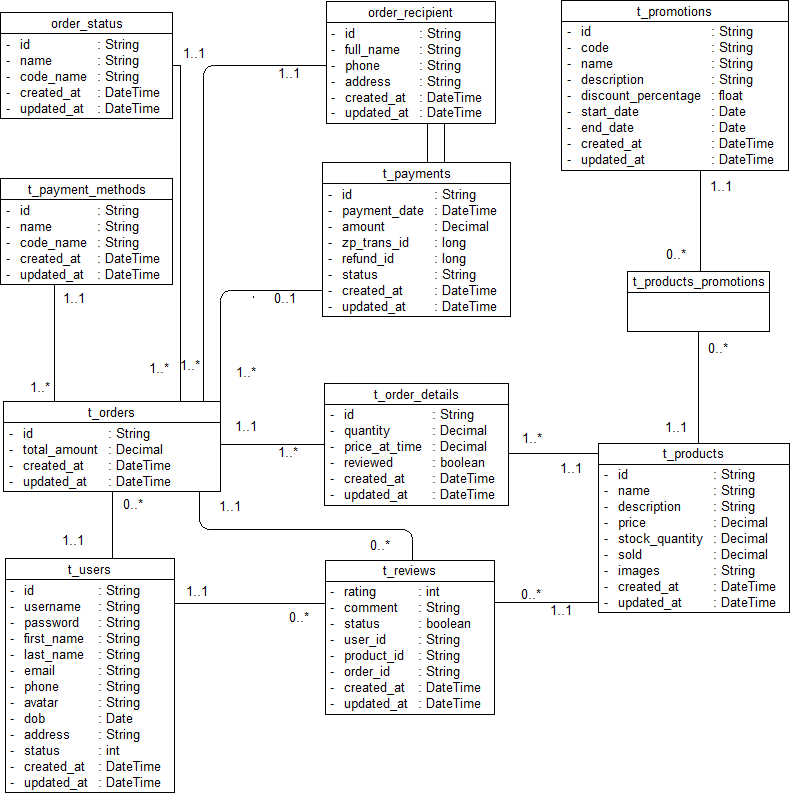 order_status
- id : String
- name : String
- code_name : String
- created_at : DateTime
- updated_at : DateTime
1..1
order_recipient
- id : String
- full_name : String
- phone : String
- address : String
- created_at : DateTime
- updated_at : DateTime
1..1
t_promotions
- id : String
- code : String
- name : String
- description : String
- discount_percentage : float
- start_date : Date
- end_date : Date
- created_at : DateTime
- updated_at : DateTime
1..1
0..*
t_payment_methods
- id : String
- name : String
- code_name : String
- created_at : DateTime
- updated_at : DateTime
1..1
1..*
t_payments
- id : String
- payment_date : DateTime
- amount : Decimal
- zp_trans_id : long
- refund_id : long
- status : String
- created_at : DateTime
- updated_at : DateTime
0..1
t_products_promotions
0..*
1..1
1..*
1..*
1..*
t_orders
- id : String
- total_amount : Decimal
- created_at : DateTime
- updated_at : DateTime
1..1
1..*
t_order_details
- id : String
- quantity : Decimal
- price_at_time : Decimal
- reviewed : boolean
- created_at : DateTime
- updated_at : DateTime
1..*
1..1
t_products
- id : String
- name : String
- description : String
- price : Decimal
- stock_quantity : Decimal
- sold : Decimal
- images : String
- created_at : DateTime
- updated_at : DateTime
0..*
1..1
1..1
0..*
t_users
- id : String
- username : String
- password : String
- first_name : String
- last_name : String
- email : String
- phone : String
- avatar : String
- dob : Date
- address : String
- status : int
- created_at : DateTime
- updated_at : DateTime
1..1
0..*
t_reviews
- rating : int
- comment : String
- status : boolean
- user_id : String
- product_id : String
- order_id : String
- created_at : DateTime
- updated_at : DateTime
0..*
1..1